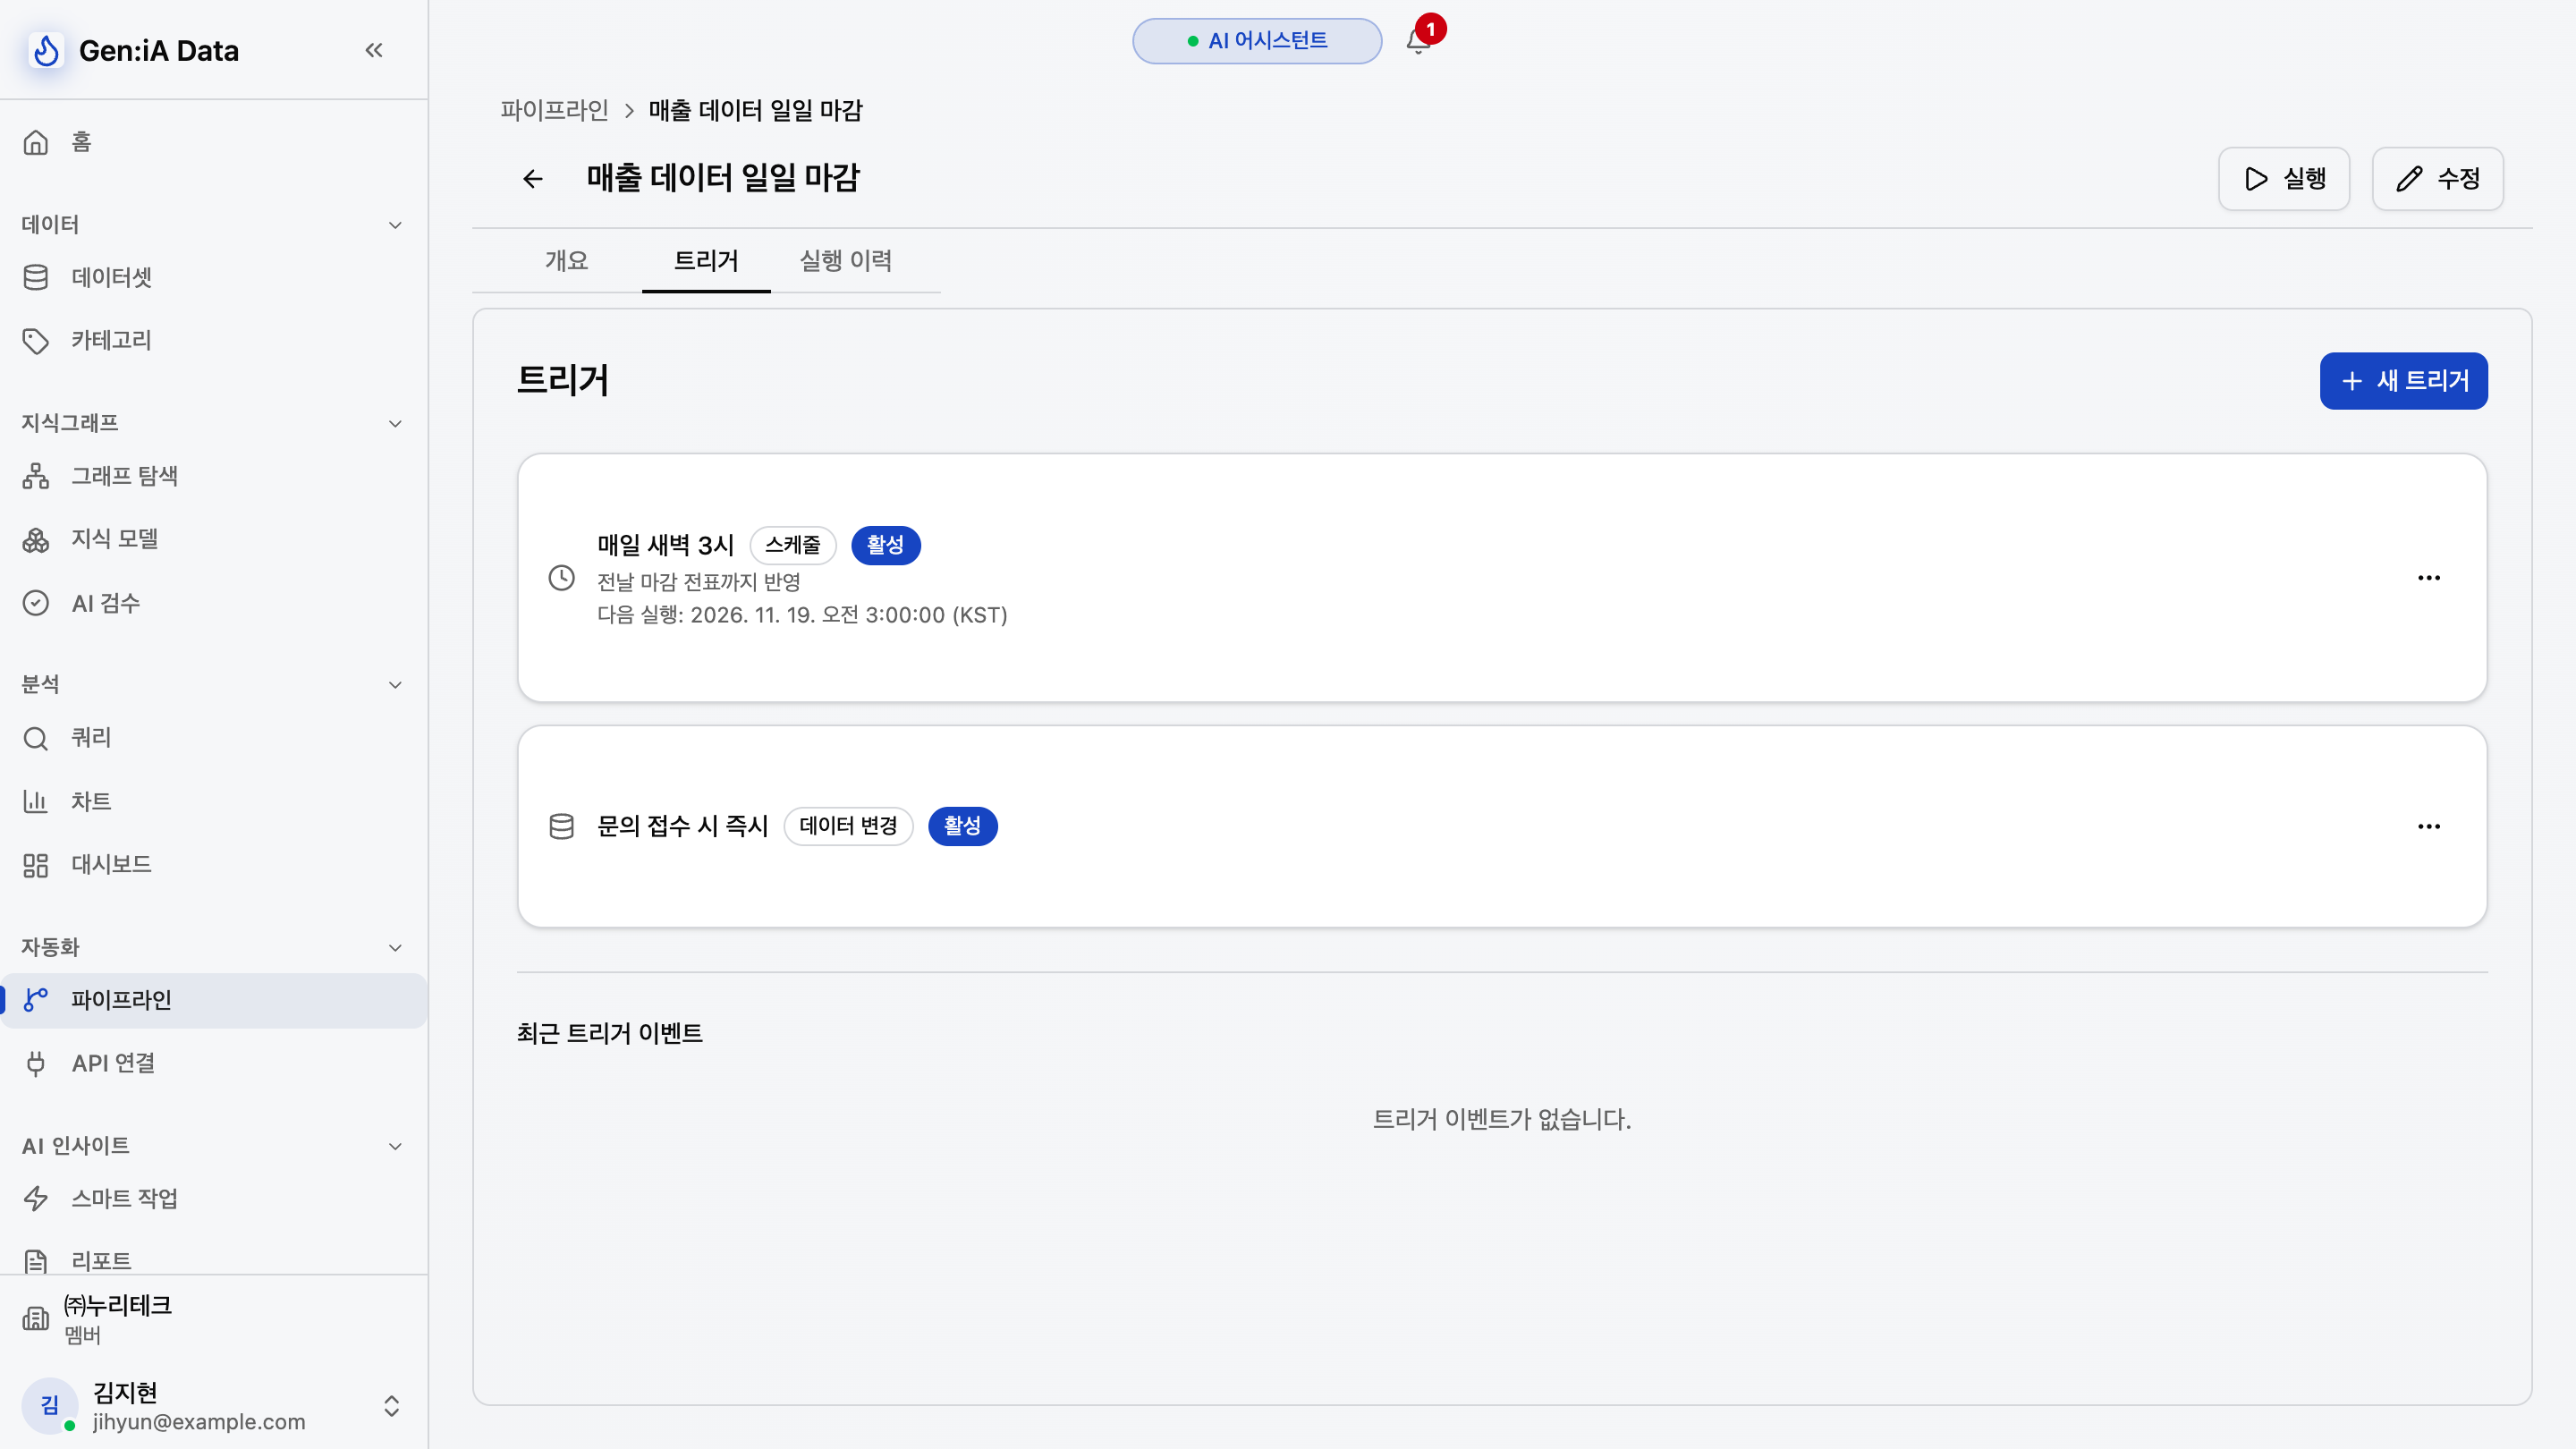 Gen:iA Data
AI 어시스턴트
1
홈
데이터
데이터셋
카테고리
지식그래프
그래프 탐색
지식 모델
AI 검수
분석
쿼리
차트
대시보드
자동화
파이프라인
API 연결
AI 인사이트
스마트 작업
리포트
㈜누리테크
멤버
김
김지현
jihyun@example.com
파이프라인 > 매출 데이터 일일 마감
매출 데이터 일일 마감
실행
수정
개요 트리거 실행 이력
트리거
새 트리거
매일 새벽 3시 스케줄 활성
전날 마감 전표까지 반영
다음 실행: 2026. 11. 19. 오전 3:00:00 (KST)
문의 접수 시 즉시 데이터 변경 활성
최근 트리거 이벤트
트리거 이벤트가 없습니다.